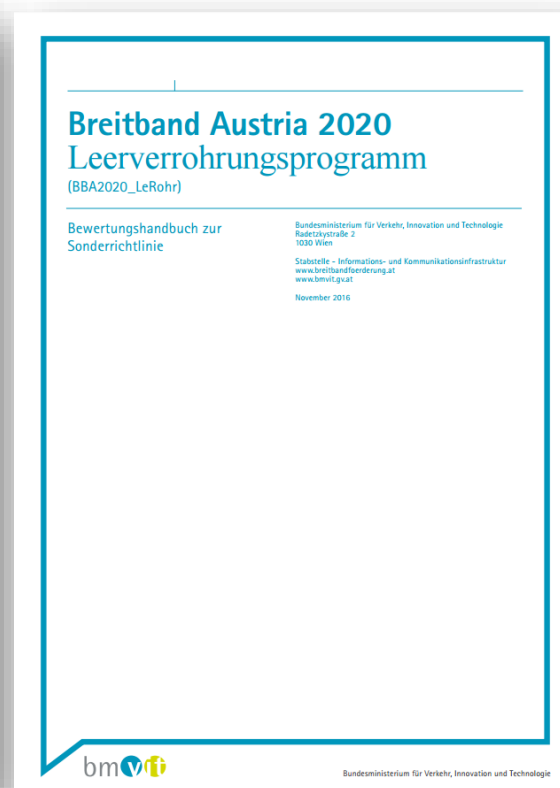 Breitband Austria 2020
Leerverrohrungsprogramm
(BBA2020_LeRohr)
Bewertungshandbuch zur
Sonderrichtlinie
Bundesministerium für Verkehr, Innovation und Technologie
Radetzkystraße 2
1030 Wien
Stabstelle - Informations- und Kommunikationsinfrastruktur
www.breitbandfoerderung.at
www.bmvit.gv.at
November 2016
bmvit
Bundesministerium für Verkehr, Innovation und Technologie